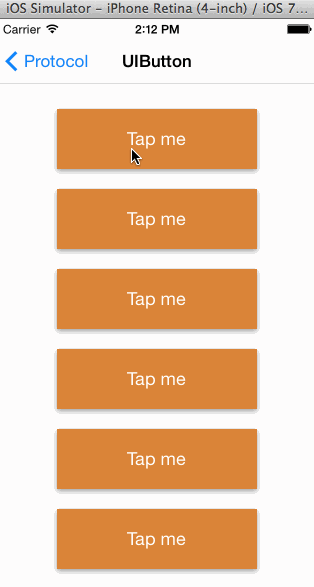 iOS Simulator – iPhone Retina (4-inch) / iOS 7...
Carrier 2:12 PM
Protocol UIButton
Tap me
Tap me
Tap me
Tap me
Tap me
Tap me